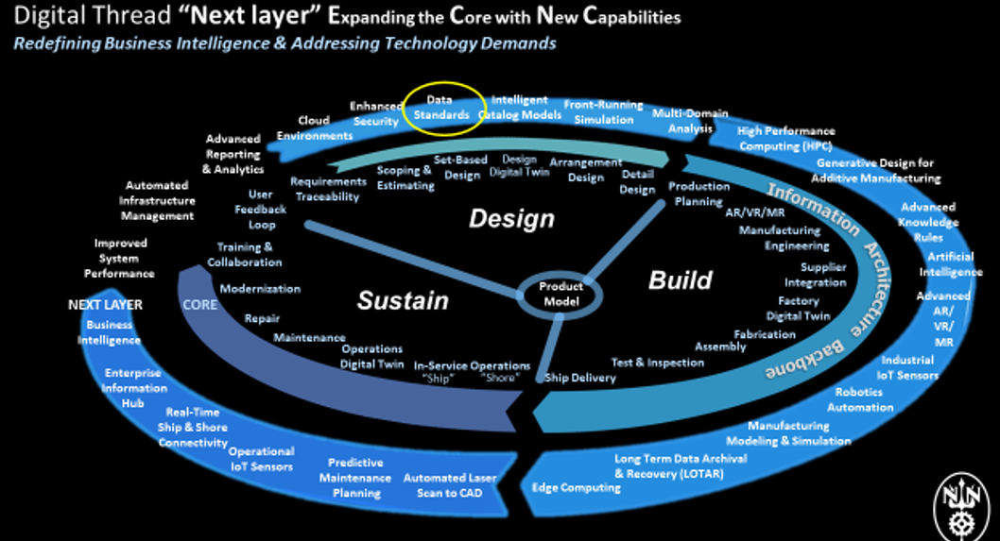 Digital Thread “Next layer” Expanding the Core with New Capabilities
Redefining Business Intelligence & Addressing Technology Demands
Advanced
Reporting
& Analytics
Cloud
Environments
Enhanced
Security
Data
Standards
Intelligent
Catalog Models
Front-Running
Simulation
Multi-Domain
Analysis
High Performance
Computing (HPC)
Generative Design for
Additive Manufacturing
Advanced
Knowledge
Rules
Artificial
Intelligence
Advanced
AR/
VR/
MR
Industrial
IoT Sensors
Robotics
Automation
Manufacturing
Modeling & Simulation
Long Term Data Archival
& Recovery (LOTAR)
Edge Computing
Automated Laser
Scan to CAD
Predictive
Maintenance
Planning
Operational
IoT Sensors
Real-Time
Ship & Shore
Connectivity
Enterprise
Information
Hub
Business
Intelligence
NEXT LAYER
Improved
System
Performance
Automated
Infrastructure
Management
CORE
Requirements
Traceability
Scoping &
Estimating
Set-Based
Design
Design
Digital Twin
Arrangement
Design
Detail
Design
Design
Production
Planning
AR/VR/MR
Manufacturing
Engineering
Supplier
Integration
Factory
Digital Twin
Fabrication
Assembly
Test & Inspection
Ship Delivery
Build
Information Architecture Backbone
Product
Model
Sustain
In-Service Operations
“Ship” “Shore”
Operations
Digital Twin
Maintenance
Repair
Modernization
Training &
Collaboration
User
Feedback
Loop
NN